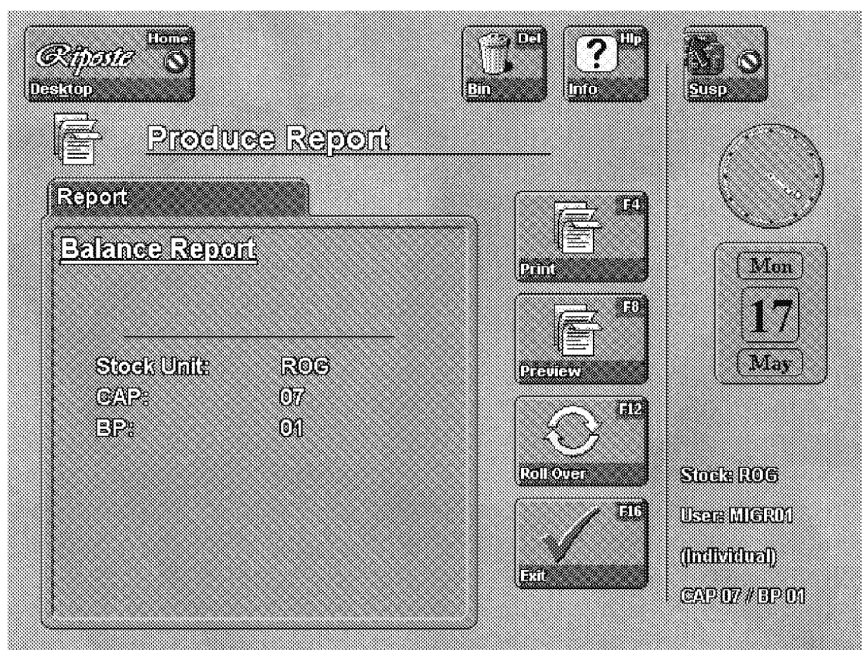 Riposte
Home
Desktop
Del
Bin
Hlp
?
Info
Susp
Produce Report
Report
Balance Report
Stock Unit: ROG
CAP: 07
BP: 01
F4
Print
F8
Preview
F12
Roll Over
F16
Exit
Mon
17
May
Stock: ROG
User: MIGR01
(Individual)
CAP 07 / BP 01